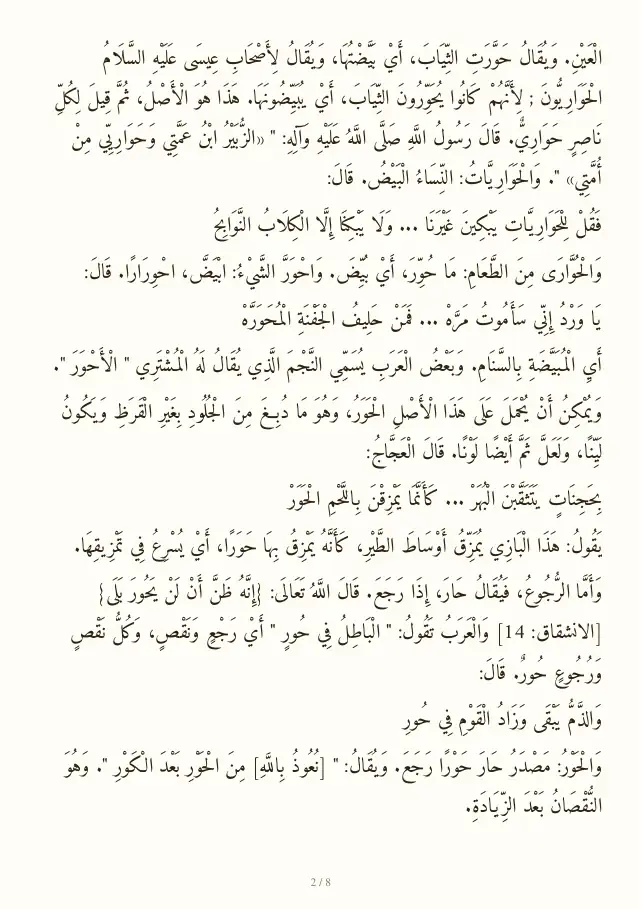 الْعَيْنِ. وَيُقَالُ حَوَّرَت الثِّيَابَ، أَيْ بَيَّضْتُهَا، وَيُقَالُ لِأَصْحَابِ عِيسَى عَلَيْهِ السَّلَامُ
الْحَوَارِيُّونَ ; لِأَنَّهُمْ كَانُوا يُحَوِّرُونَ الثِّيَابَ، أَيْ يُبَيِّضُونَهَا. هَذَا هُوَ الْأَصْلُ، ثُمَّ قِيلَ لِكُلِّ
نَاصِرٍ حَوَارِيٌّ. قَالَ رَسُولُ اللَّهِ صَلَّى اللَّهُ عَلَيْهِ وَآلِهِ: " «الزُّبَيْرُ ابْنُ عَمَّتِي وَحَوَارِيِّي مِنْ
أُمَّتِي» ". وَالْحَوَارِيَّاتُ: النِّسَاءُ الْبَيْضُ. قَالَ:
فَقُلْ لِلْحَوَارِيَّاتِ يَبْكِينَ غَيْرَنَا ... وَلَا يَبْكِنَا إِلَّا الْكِلَابُ النَّوَابِحُ
وَالْحُوَّارَى مِنَ الطَّعَامِ: مَا حُوِّرَ، أَيْ بُيِّضَ. وَاحْوَرَّ الشَّيْءُ: ابْيَضَّ، احْوِرَارًا. قَالَ:
يَا وَرْدُ إِنِّي سَأَمُوتُ مَرَّهْ ... فَمَنْ حَلِيفُ الْجَفْنَةِ الْمُحَوَرَّهْ
أَيِ الْمُبَيَّضَةِ بِالسَّنَامِ. وَبَعْضُ الْعَرَبِ يُسَمِّي النَّجْمَ الَّذِي يُقَالُ لَهُ الْمُشْتَرِي " الْأَحْوَرَ ".
وَيُمْكِنُ أَنْ يُحْمَلَ عَلَى هَذَا الْأَصْلِ الْحَوَرُ، وَهُوَ مَا دُبِغَ مِنَ الْجُلُودِ بِغَيْرِ الْقَرَظِ وَيَكُونُ
لَيِّنًا، وَلَعَلَّ ثَمَّ أَيْضًا لَوْنًا. قَالَ الْعَجَّاجُ:
بِحَجِنَاتٍ يَتَثَقَّبْنَ الْبُهَرْ ... كَأَنَّمَا يَمْزِقْنَ بِاللَّحْمِ الْحَوَرْ
يَقُولُ: هَذَا الْبَازِي يُمَزِّقُ أَوْسَاطَ الطَّيْرِ، كَأَنَّهُ يَمْزِقُ بِهَا حَوَرًا، أَيْ يُسْرِعُ فِي تَمْزِيقِهَا.
وَأَمَّا الرُّجُوعُ، فَيُقَالُ حَارَ، إِذَا رَجَعَ. قَالَ اللَّهُ تَعَالَى: {إِنَّهُ ظَنَّ أَنْ لَنْ يَحُورَ بَلَى}
[الانشقاق: 14] وَالْعَرَبُ تَقُولُ: " الْبَاطِلُ فِي حُورٍ " أَيْ رَجْعٍ وَنَقْصٍ، وَكُلُّ نَقْصٍ
وَرُجُوعٍ حُورٌ. قَالَ:
وَالذَّمُّ يَبْقَى وَزَادُ الْقَوْمِ فِي حُورِ
وَالْحَوْرُ: مَصْدَرُ حَارَ حَوْرًا رَجَعَ. وَيُقَالُ: " [نُعُوذُ بِاللَّهِ] مِنَ الْحَوْرِ بَعْدَ الْكَوْرِ ". وَهُوَ
النُّقْصَانُ بَعْدَ الزِّيَادَةِ.
2 / 8